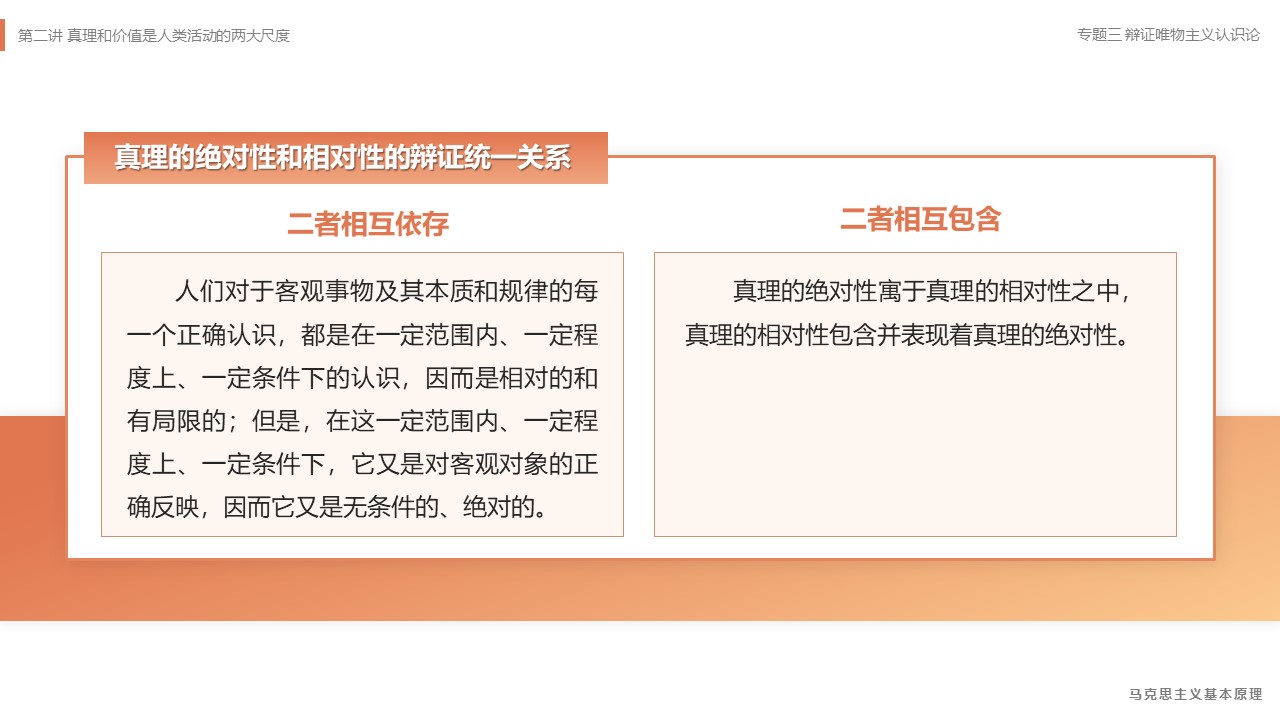 第二讲 真理和价值是人类活动的两大尺度
专题三 辩证唯物主义认识论
真理的绝对性和相对性的辩证统一关系
二者相互依存
人们对于客观事物及其本质和规律的每
一个正确认识，都是在一定范围内、一定程
度上、一定条件下的认识，因而是相对的和
有局限的；但是，在这一定范围内、一定程
度上、一定条件下，它又是对客观对象的正
确反映，因而它又是无条件的、绝对的。
二者相互包含
真理的绝对性寓于真理的相对性之中，
真理的相对性包含并表现着真理的绝对性。
马克思主义基本原理